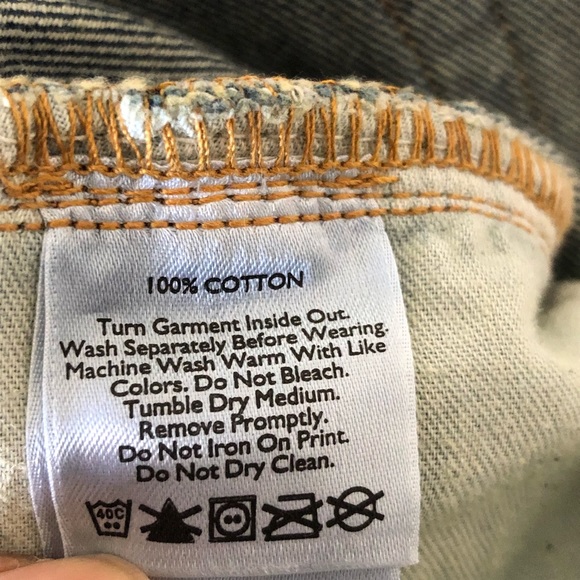 100% COTTON
Turn Garment Inside Out.
Wash Separately Before Wearing.
Machine Wash Warm With Like
Colors. Do Not Bleach.
Tumble Dry Medium.
Remove Promptly.
Do Not Iron On Print.
Do Not Dry Clean.
40C